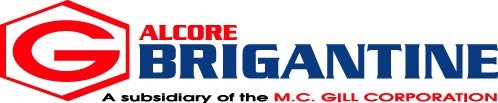 G
ALCORE
BRIGANTINE
A subsidiary of the M.C. GILL CORPORATION